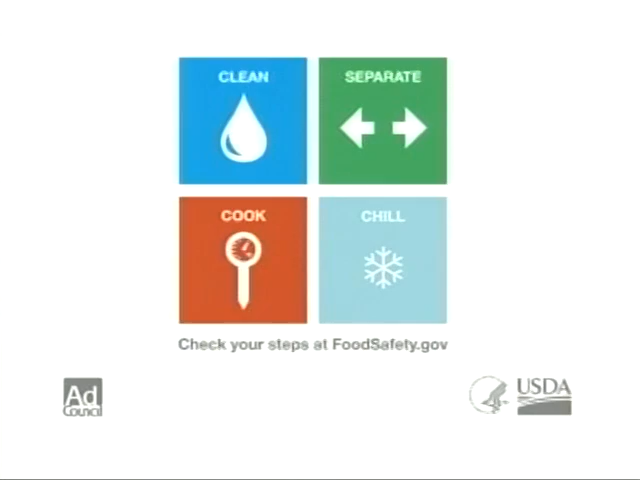 CLEAN
SEPARATE
COOK
CHILL
Check your steps at FoodSafety.gov
Ad
Council
USDA